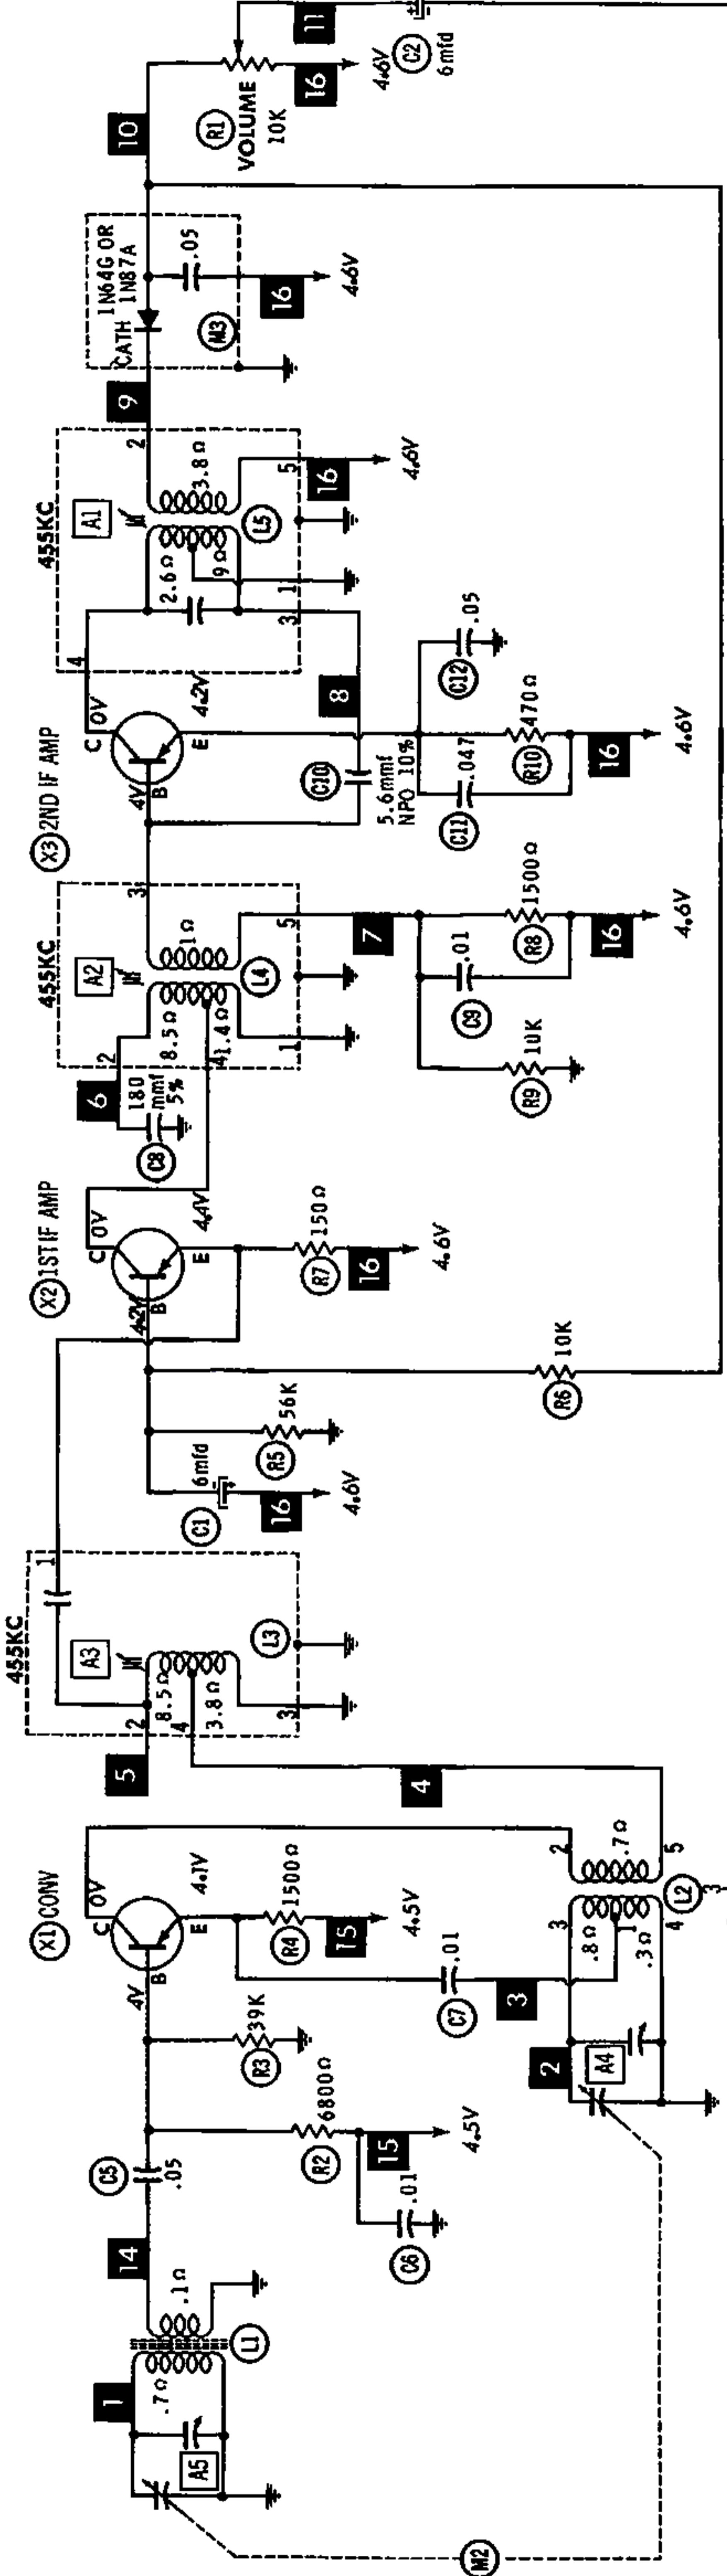 X1 CONV
X2 1ST IF AMP
X3 2ND IF AMP
455KC
455KC
455KC
1
.7Ω
A5
L1
.1Ω
14
C5
.05
R2
6800Ω
15
4.5V
C6
.01
R3
39K
4V
B
C
0V
E
4.1V
R4
1500Ω
15
4.5V
C7
.01
3
2
A4
M2
3
.8Ω
1
.3Ω
4
2
.7Ω
5
L2
3
4
5
2
A3
8.5Ω
4
3.8Ω
3
1
L3
C1
6mfd
16
4.6V
R5
56K
4.2V
B
C
0V
E
4.4V
R7
150Ω
16
4.6V
R6
10K
C8
180
mmf
5%
6
2
A2
8.5Ω
4
1.4Ω
1
1Ω
3
5
L4
7
R9
10K
C9
.01
R8
1500Ω
16
4.6V
4V
B
C
0V
E
4.2V
C10
5.6mmf
NPO 10%
8
C11
.047
R10
470Ω
16
4.6V
C12
.05
4
A1
2.6Ω
9Ω
3
1
3.8Ω
2
5
L5
16
4.6V
9
CATH
1N64G OR
1N87A
.05
M3
16
4.6V
10
R1
VOLUME
10K
16
4.6V
11
C2
6mfd